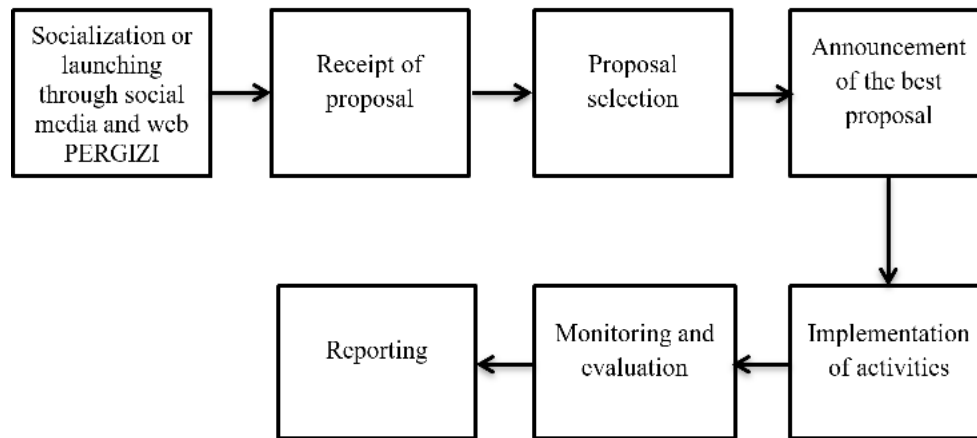 Socialization or
launching
through social
media and web
PERGIZI
Receipt of
proposal
Proposal
selection
Announcement
of the best
proposal
Implementation
of activities
Monitoring and
evaluation
Reporting